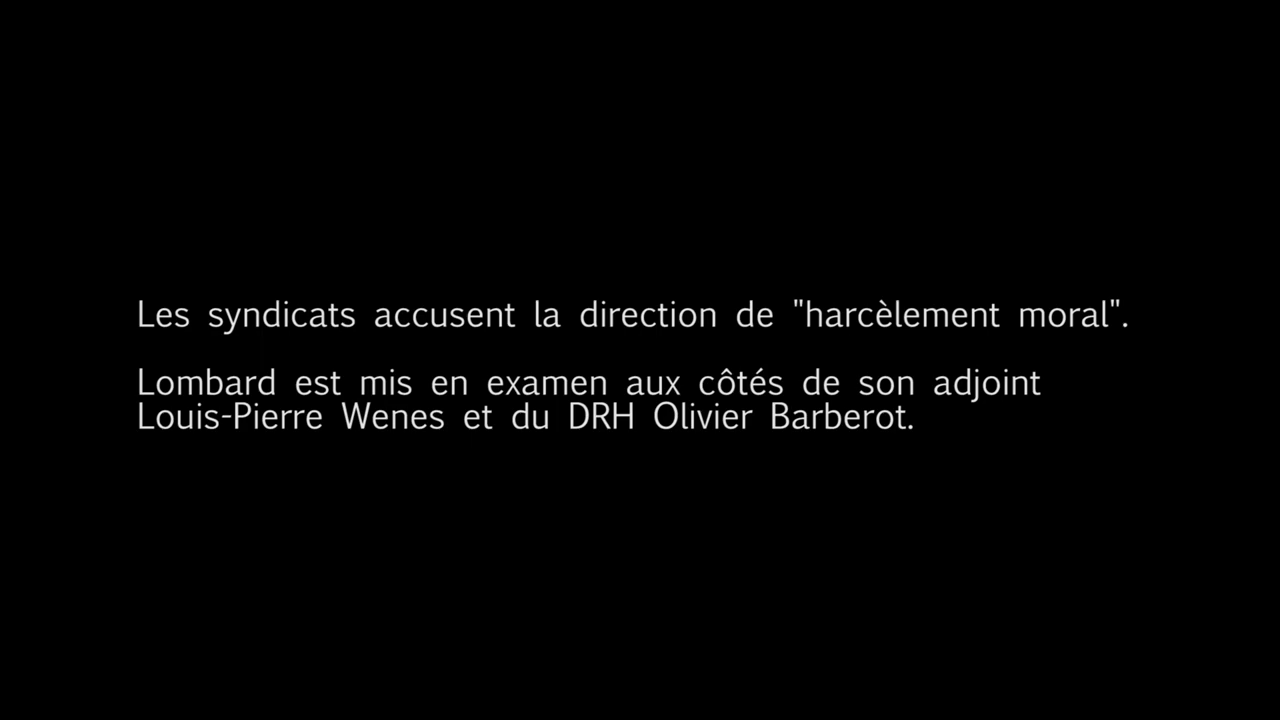 Les syndicats accusent la direction de "harcèlement moral".
Lombard est mis en examen aux côtés de son adjoint
Louis-Pierre Wenes et du DRH Olivier Barberot.